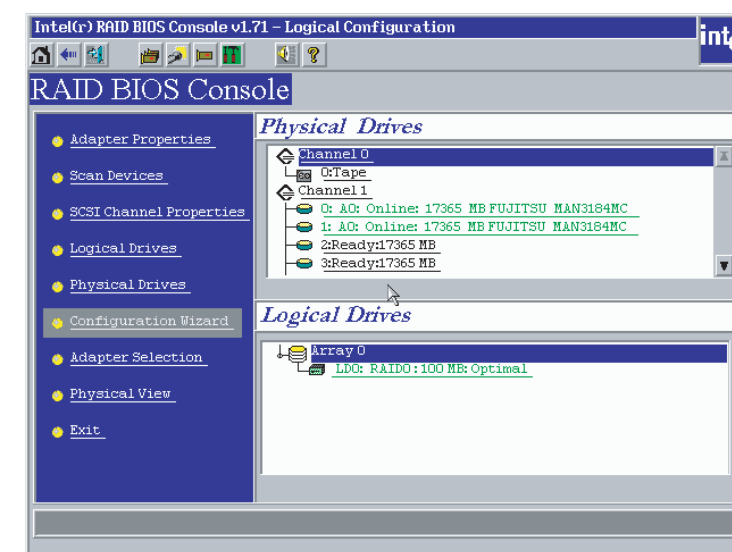 Intel(r) RAID BIOS Console v1.71 – Logical Configuration
RAID BIOS Console
Adapter Properties
Scan Devices
SCSI Channel Properties
Logical Drives
Physical Drives
Configuration Wizard
Adapter Selection
Physical View
Exit
Physical Drives
Channel 0
0:Tape
Channel 1
0: A0: Online: 17365 MB FUJITSU MAN3184MC
1: A0: Online: 17365 MB FUJITSU MAN3184MC
2:Ready:17365 MB
3:Ready:17365 MB
Logical Drives
Array 0
LD0: RAID0 : 100 MB: Optimal